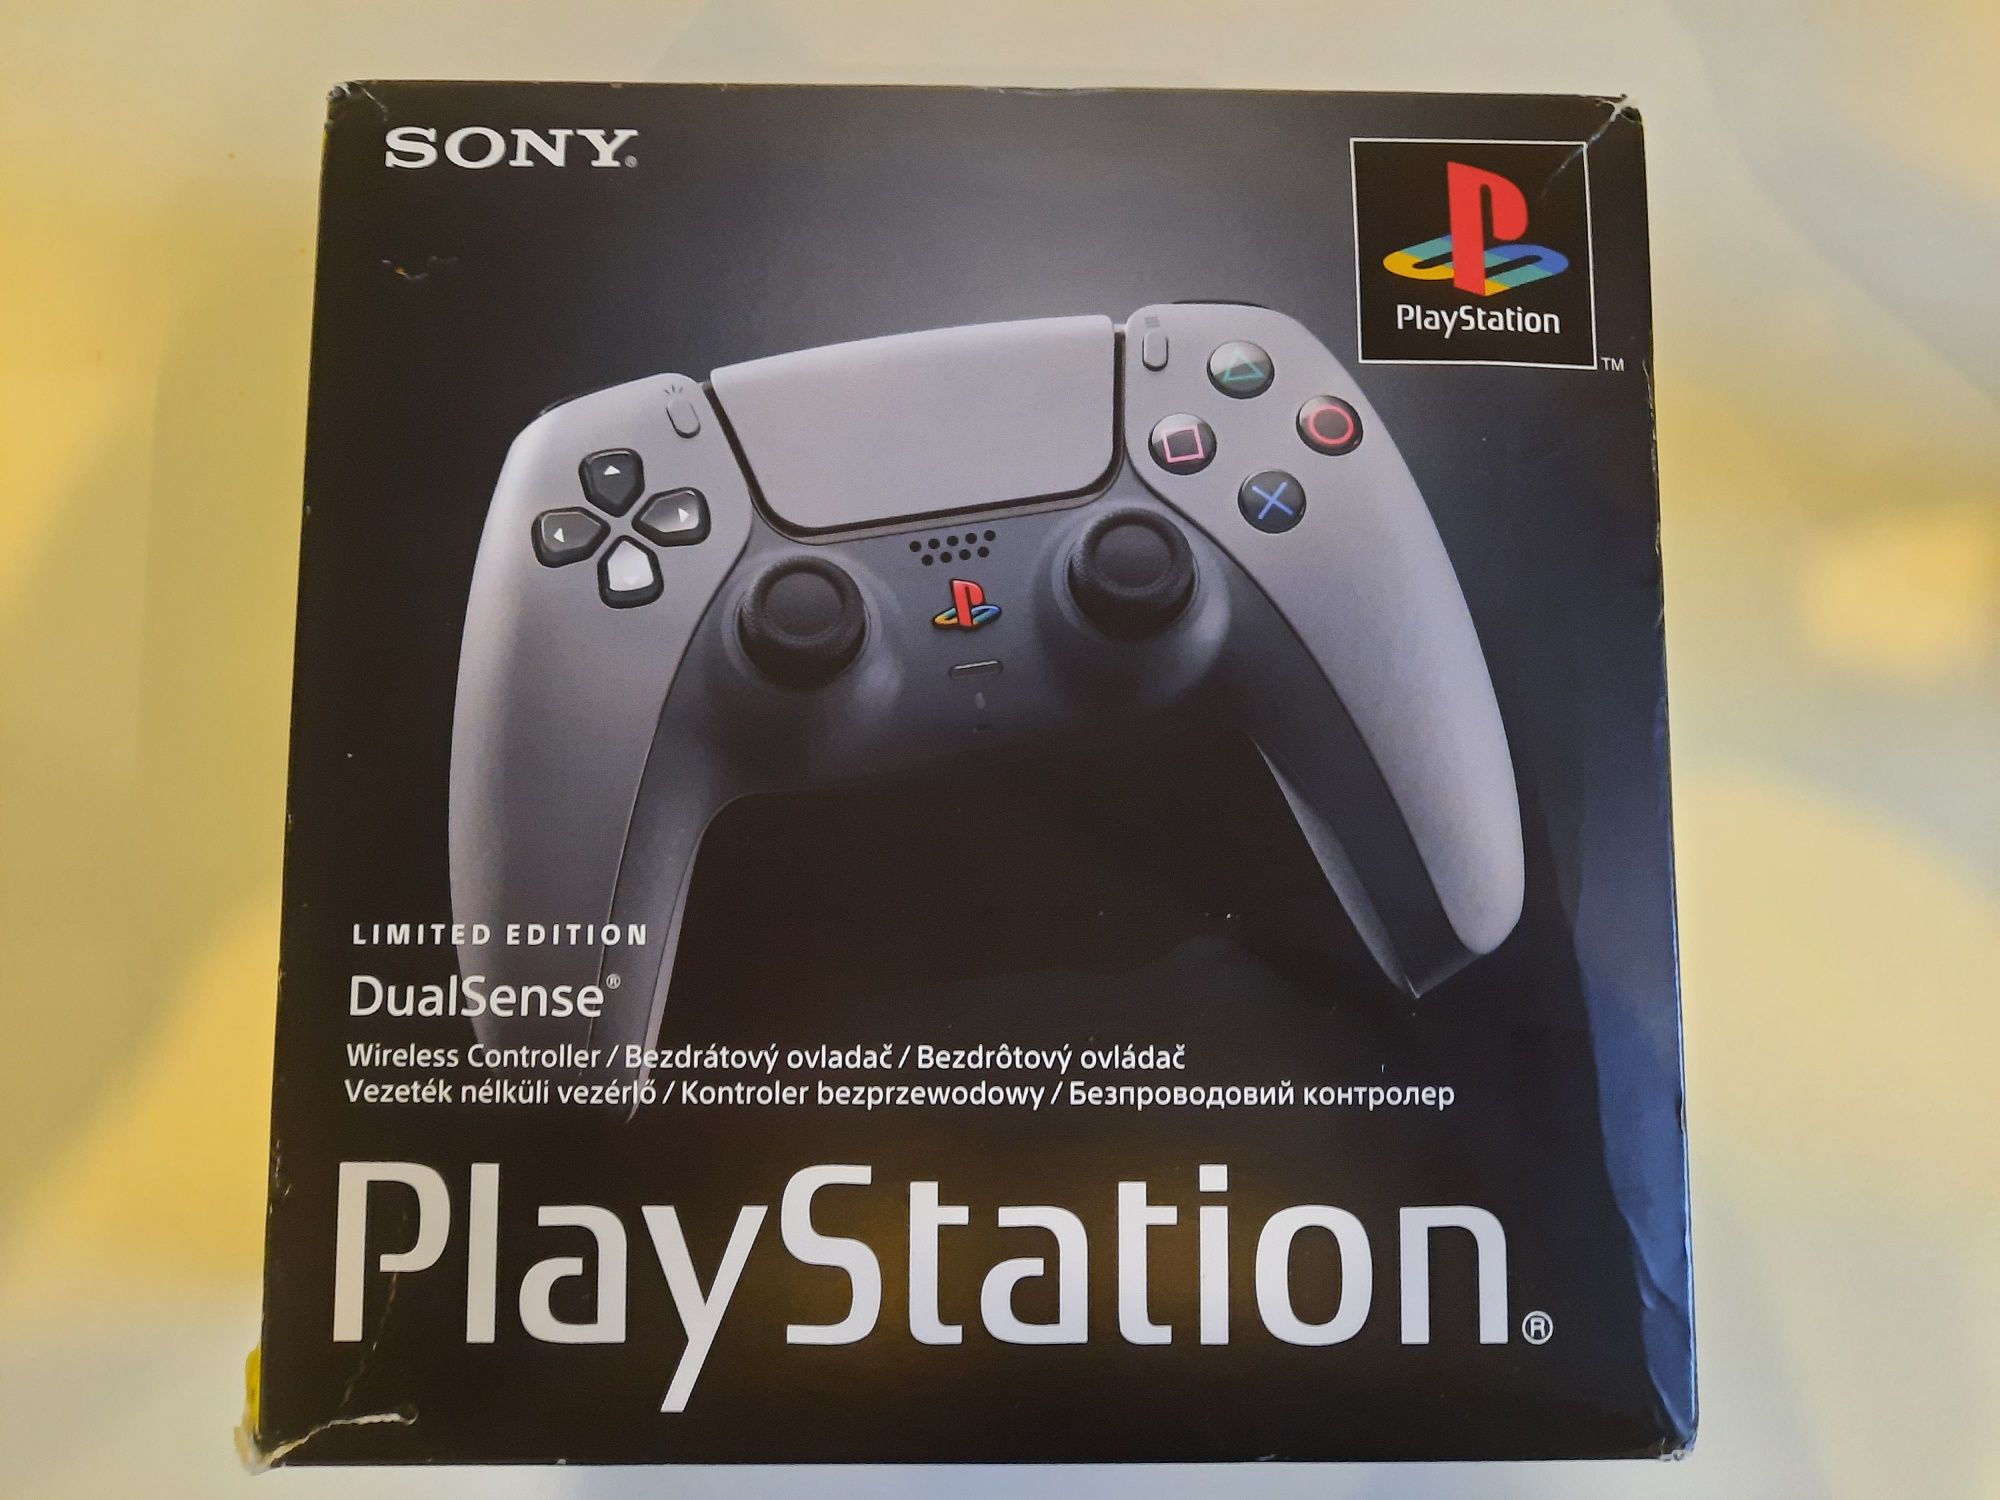 SONY®
PlayStation
TM
LIMITED EDITION
DualSense®
Wireless Controller / Bezdrátový ovladač / Bezdrôtový ovládač
Vezeték nélküli vezérlő / Kontroler bezprzewodowy / Безпроводовий контролер
PlayStation®